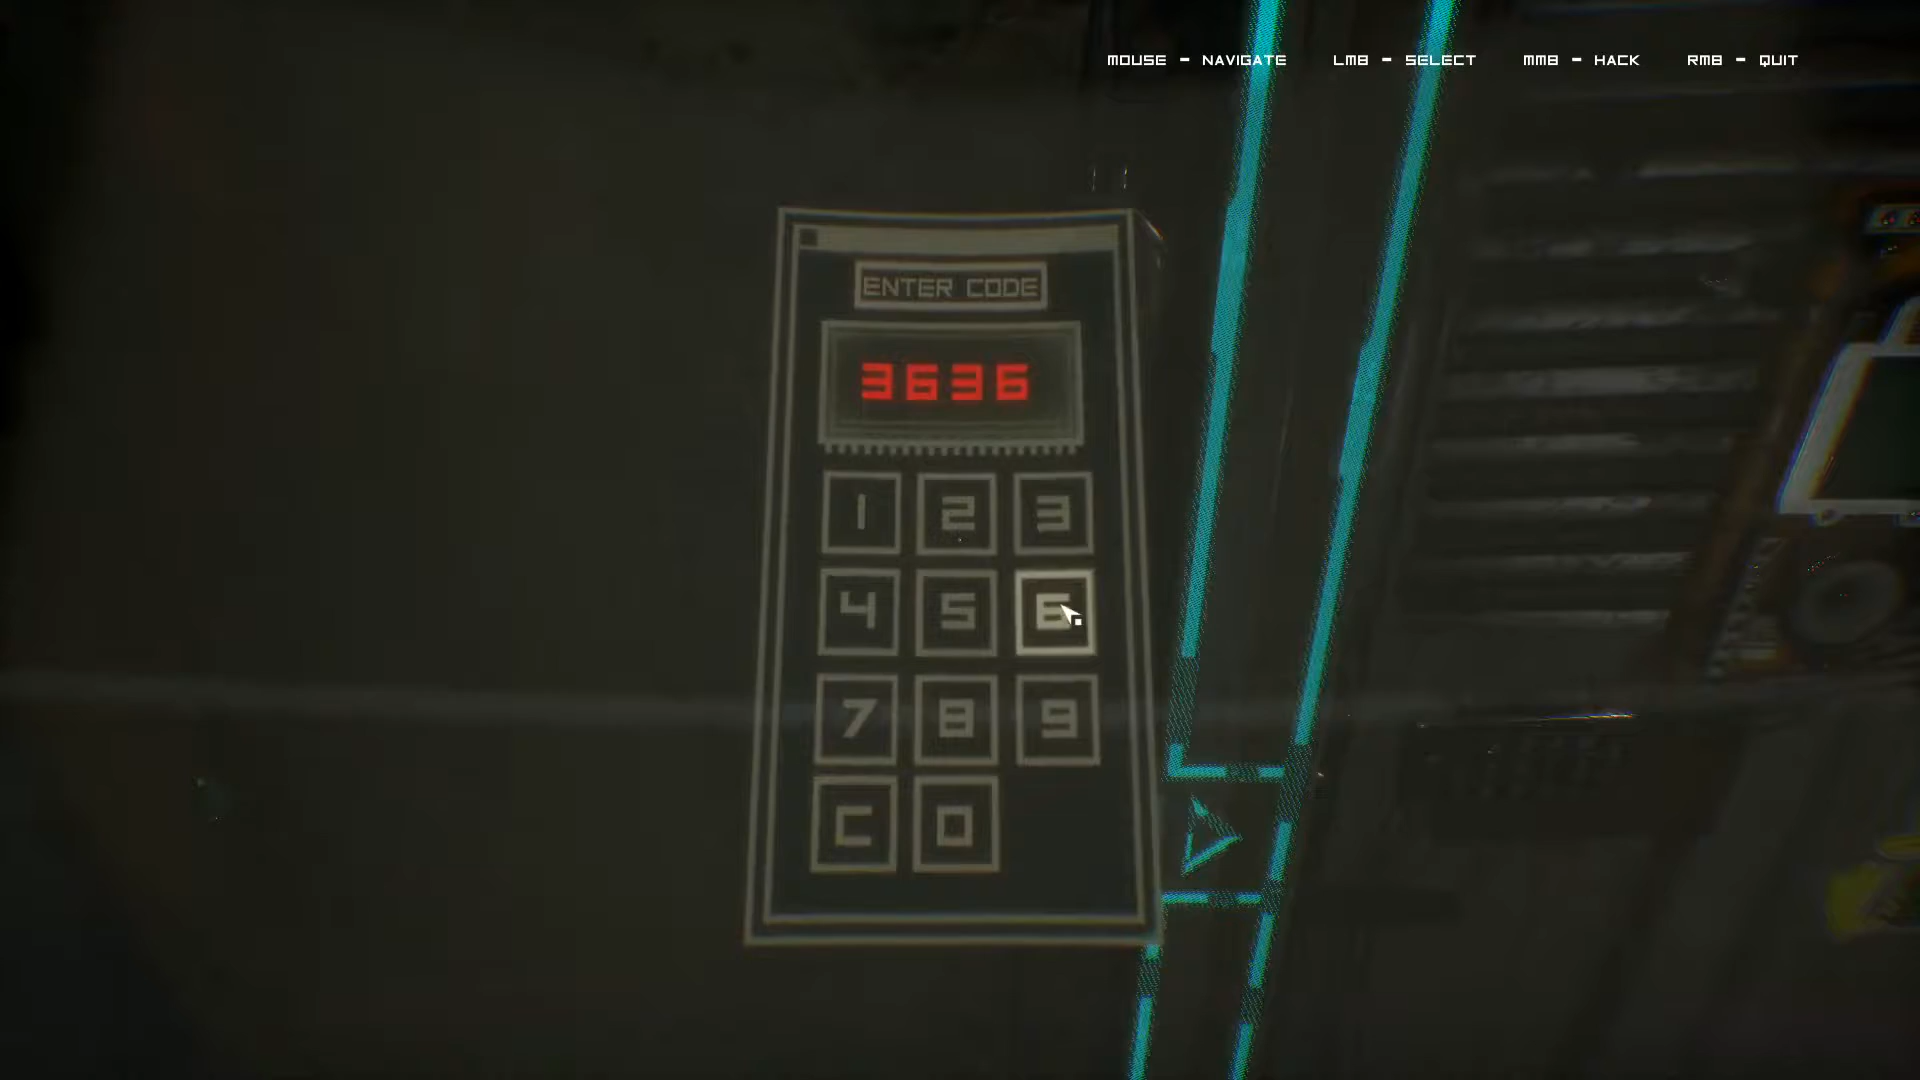 MOUSE - NAVIGATE LMB - SELECT MMB - HACK RMB - QUIT
ENTER CODE
3636
1 2 3
4 5 6
7 8 9
C 0